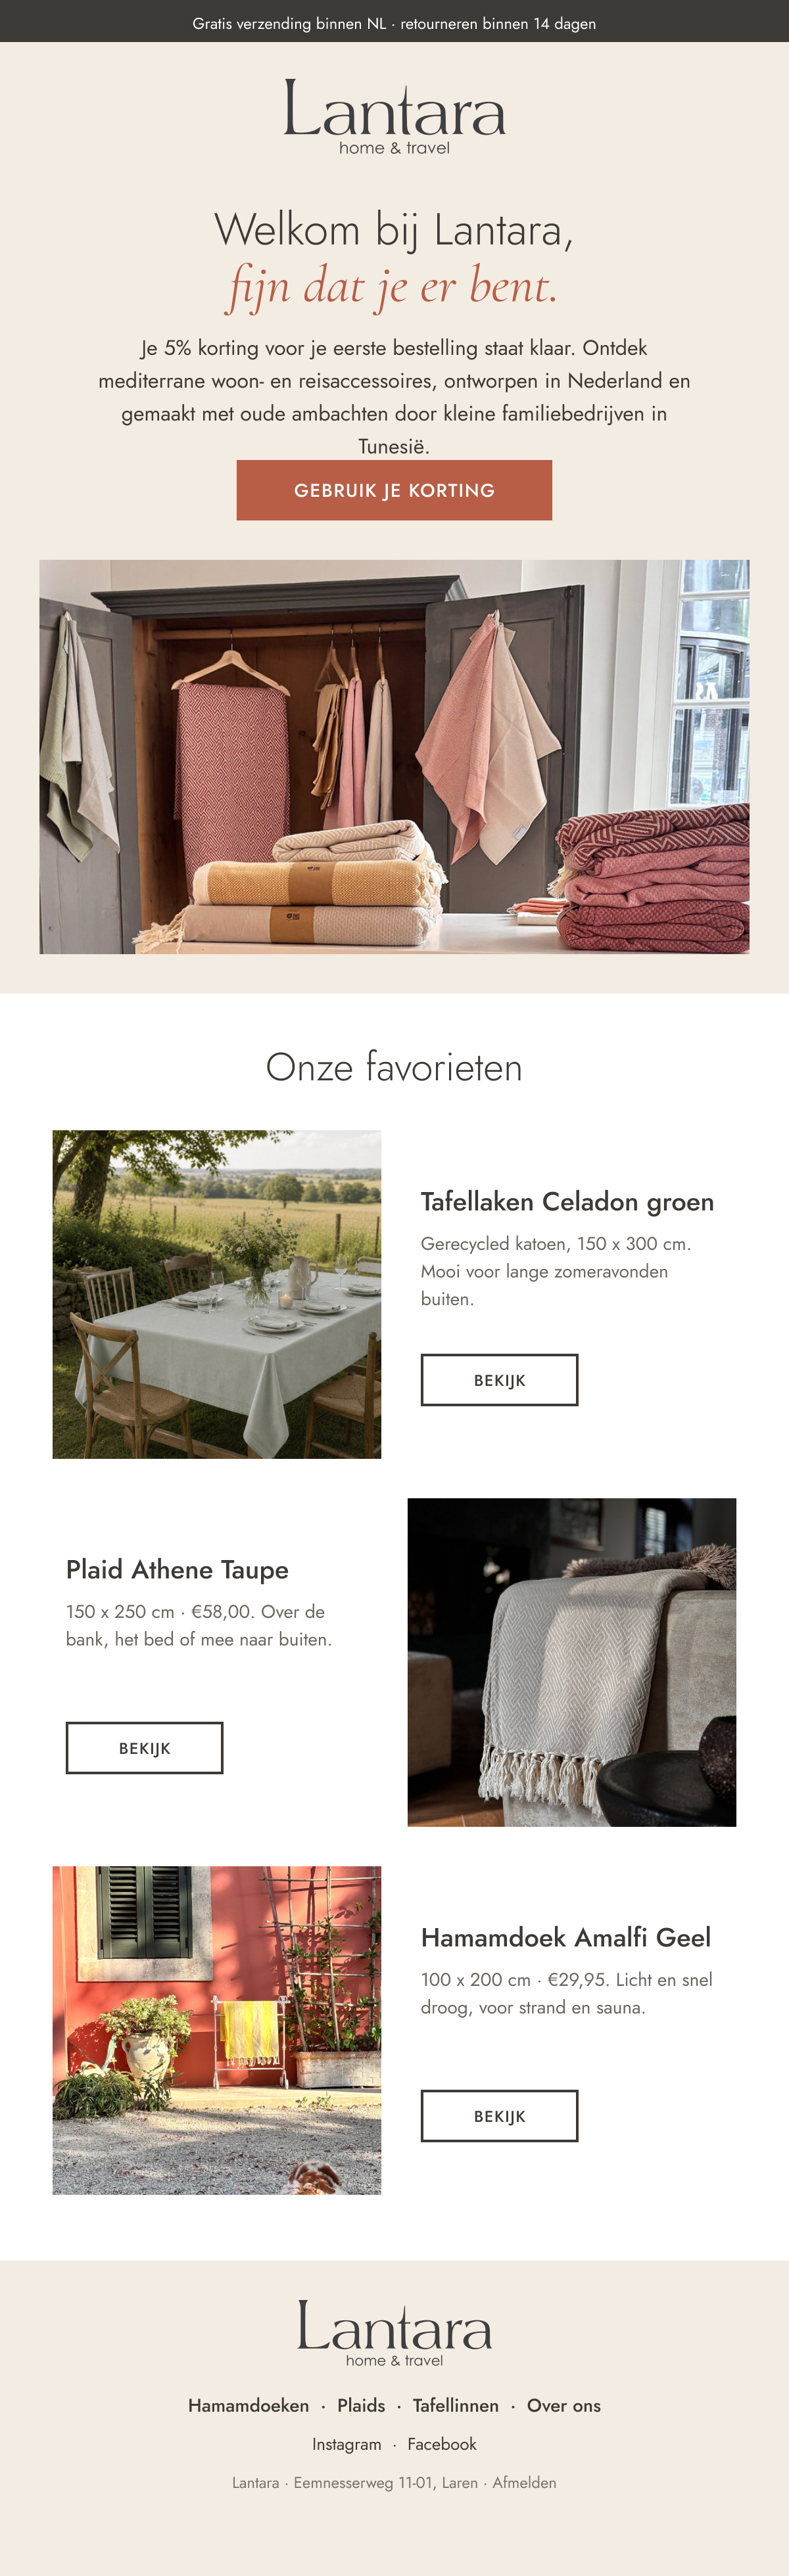 Gratis verzending binnen NL · retourneren binnen 14 dagen
Lantara
home & travel
Welkom bij Lantara,
fijn dat je er bent.
Je 5% korting voor je eerste bestelling staat klaar. Ontdek
mediterrane woon- en reisaccessoires, ontworpen in Nederland en
gemaakt met oude ambachten door kleine familiebedrijven in
Tunesië.
GEBRUIK JE KORTING
Onze favorieten
Tafellaken Celadon groen
Gerecycled katoen, 150 x 300 cm.
Mooi voor lange zomeravonden
buiten.
BEKIJK
Plaid Athene Taupe
150 x 250 cm · €58,00. Over de
bank, het bed of mee naar buiten.
BEKIJK
Hamamdoek Amalfi Geel
100 x 200 cm · €29,95. Licht en snel
droog, voor strand en sauna.
BEKIJK
Lantara
home & travel
Hamamdoeken · Plaids · Tafellinnen · Over ons
Instagram · Facebook
Lantara · Eemnesserweg 11-01, Laren · Afmelden